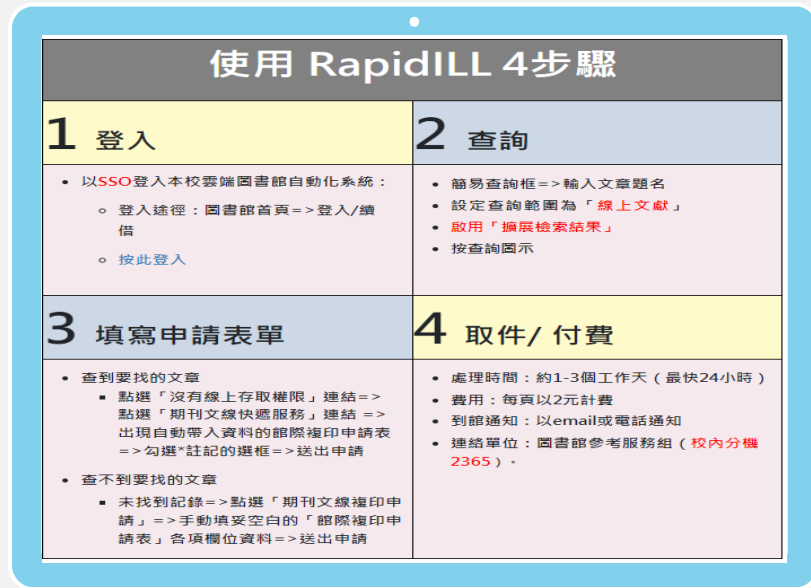 使用 RapidILL 4步驟
1 登入
• 以SSO登入本校雲端圖書館自動化系統：
○ 登入途徑：圖書館首頁=>登入/續
借
○ 按此登入
2 查詢
• 簡易查詢框=>輸入文章題名
• 設定查詢範圍為「線上文獻」
• 啟用「擴展檢索結果」
• 按查詢圖示
3 填寫申請表單
• 查到要找的文章
▪ 點選「沒有線上存取權限」連結=>
點選「期刊文線快遞服務」連結 =>
出現自動帶入資料的館際複印申請表
=>勾選*註記的選框=>送出申請
• 查不到要找的文章
▪ 未找到記錄=>點選「期刊文線複印申
請」=>手動填妥空白的「館際複印申
請表」各項欄位資料=>送出申請
4 取件/ 付費
• 處理時間：約1-3個工作天（最快24小時）
• 費用：每頁以2元計費
• 到館通知：以email或電話通知
• 連絡單位：圖書館參考服務組（校內分機
2365）。